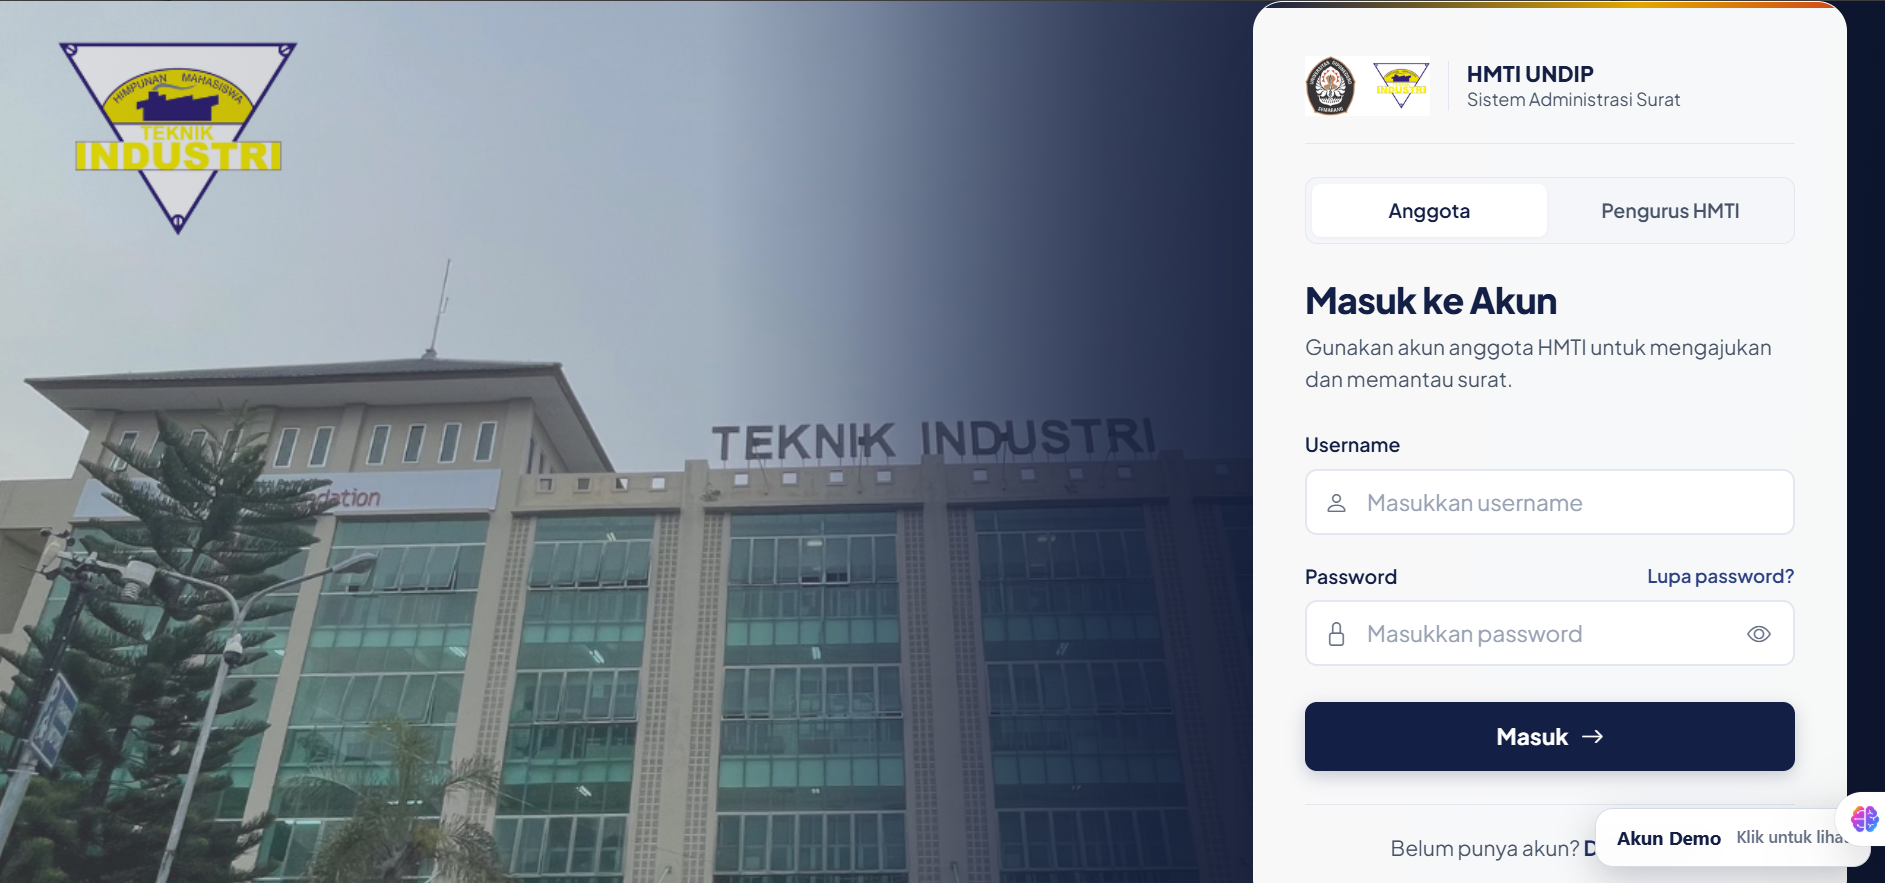 HIMPUNAN MAHASISWA
TEKNIK
INDUSTRI
TEKNIK INDUSTRI
INDUSTRI
HMTI UNDIP
Sistem Administrasi Surat
Anggota
Pengurus HMTI
Masuk ke Akun
Gunakan akun anggota HMTI untuk mengajukan
dan memantau surat.
Username
Masukkan username
Password
Lupa password?
Masukkan password
Masuk →
Belum punya akun?
Akun Demo Klik untuk